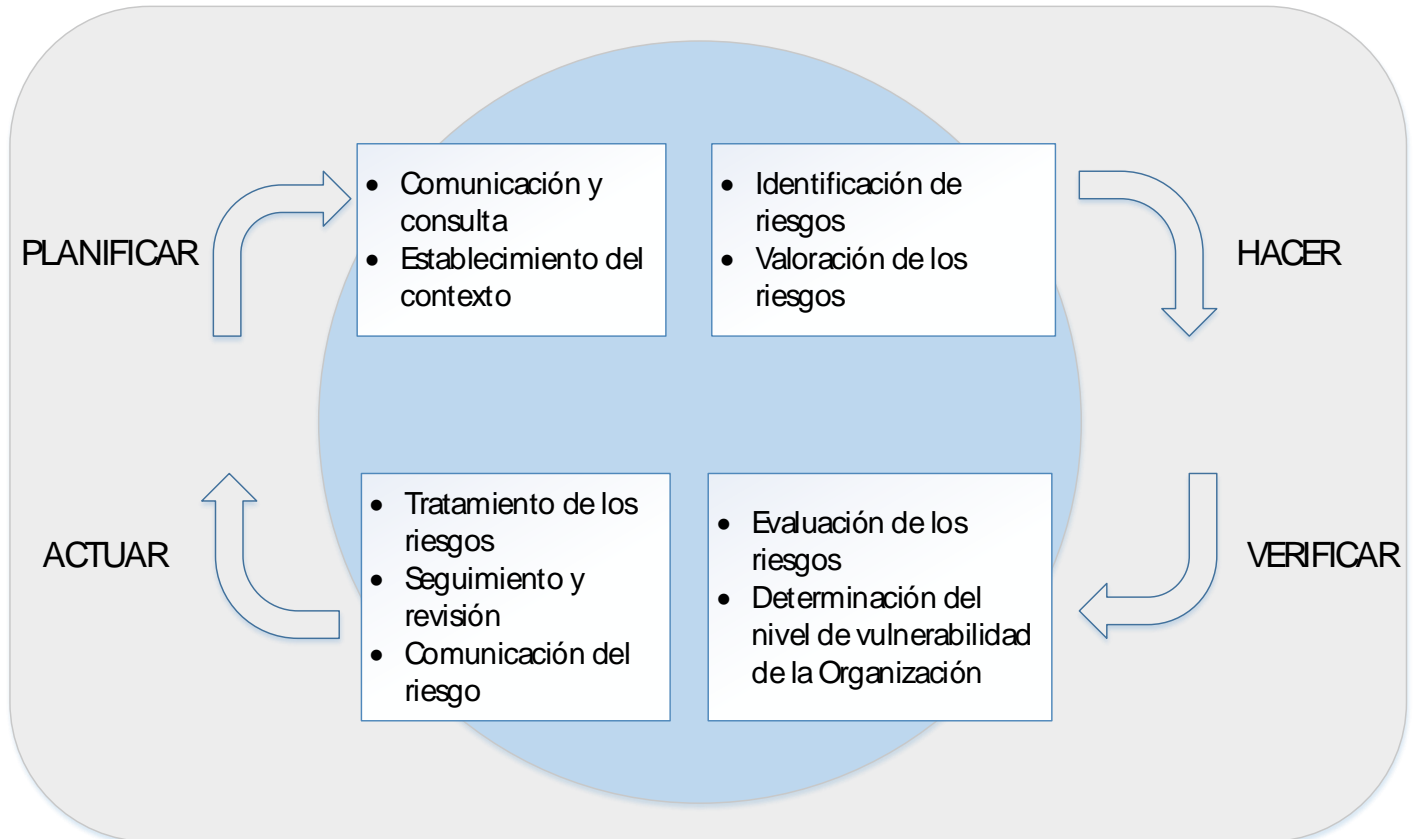 PLANIFICAR
• Comunicación y
consulta
• Establecimiento del
contexto
• Identificación de
riesgos
• Valoración de los
riesgos
HACER
ACTUAR
• Tratamiento de los
riesgos
• Seguimiento y
revisión
• Comunicación del
riesgo
• Evaluación de los
riesgos
• Determinación del
nivel de vulnerabilidad
de la Organización
VERIFICAR